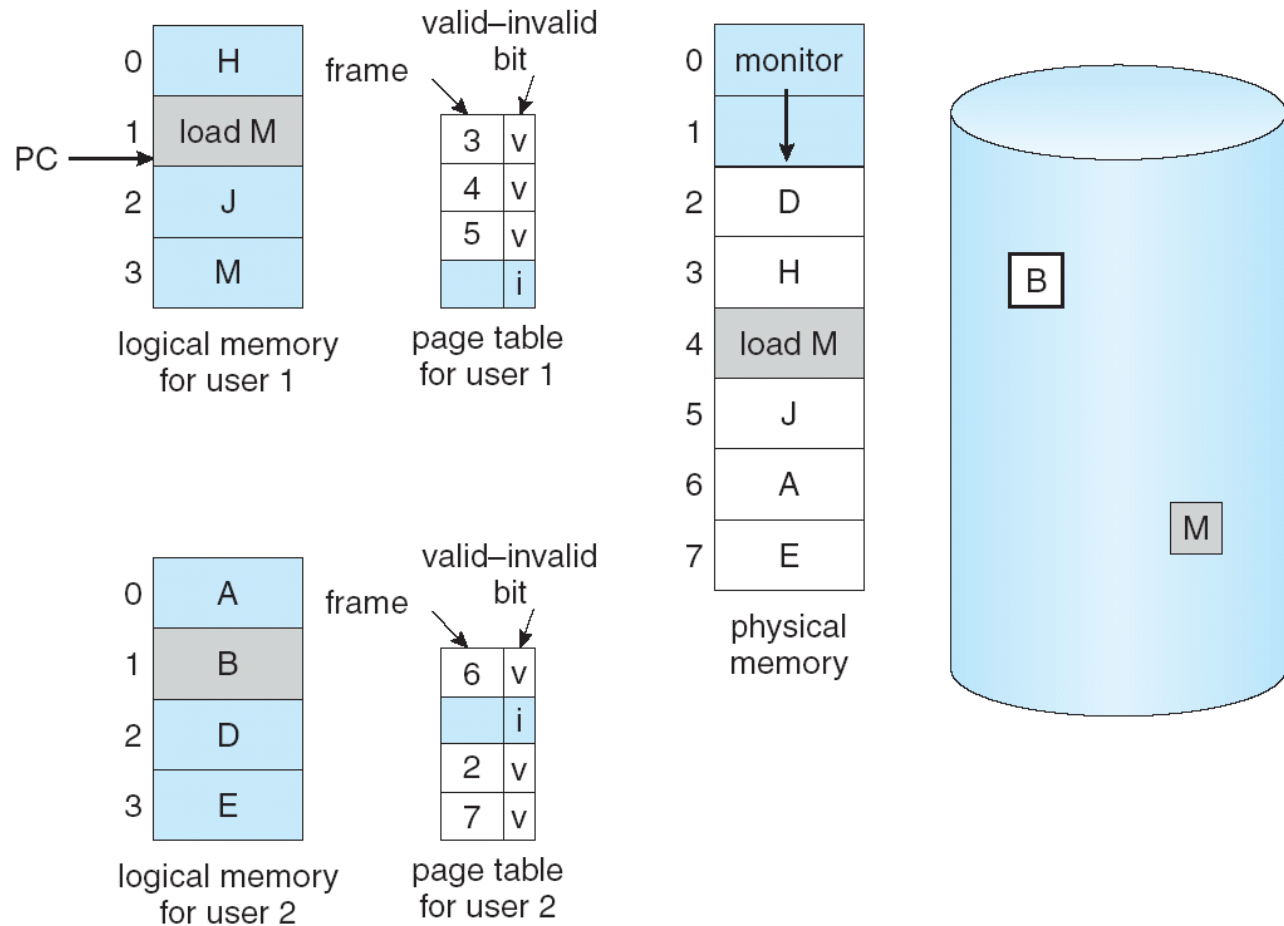 valid–invalid
bit
frame
0 H
1 load M
PC
2 J
3 M
3 v
4 v
5 v
i
logical memory
for user 1
page table
for user 1
0 monitor
1
2 D
3 H
4 load M
5 J
6 A
7 E
physical
memory
B
M
valid–invalid
bit
frame
0 A
1 B
2 D
3 E
6 v
i
2 v
7 v
logical memory
for user 2
page table
for user 2